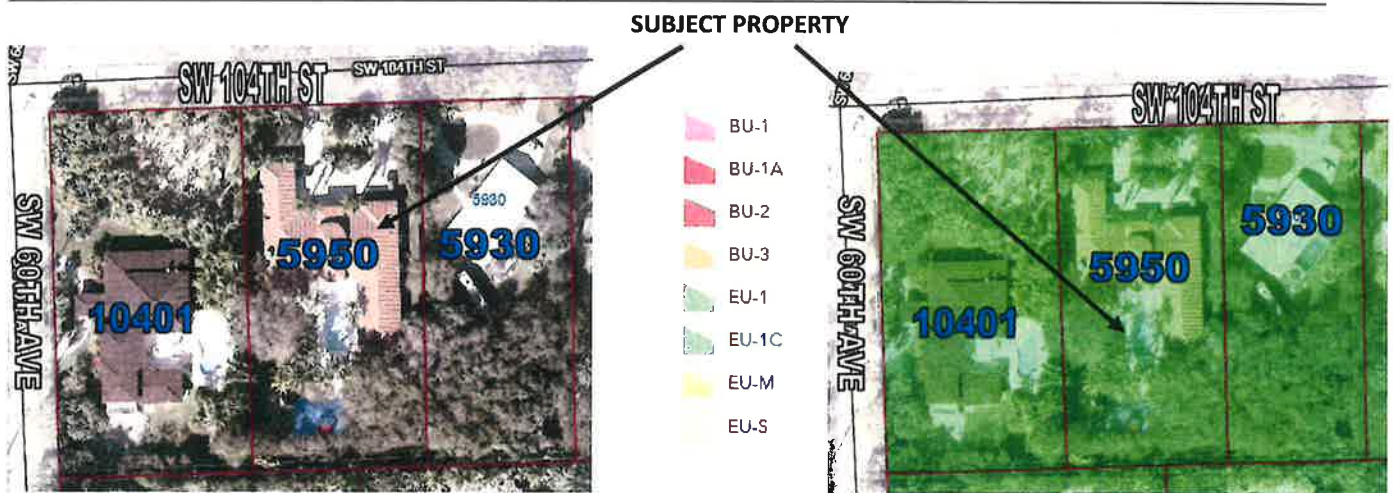 SUBJECT PROPERTY
SW 104TH ST
SW 104TH ST
SW 60TH AVE
10401
5950
5930
5930
BU-1
BU-1A
BU-2
BU-3
EU-1
EU-1C
EU-M
EU-S
SW 104TH ST
SW 60TH AVE
10401
5950
5930